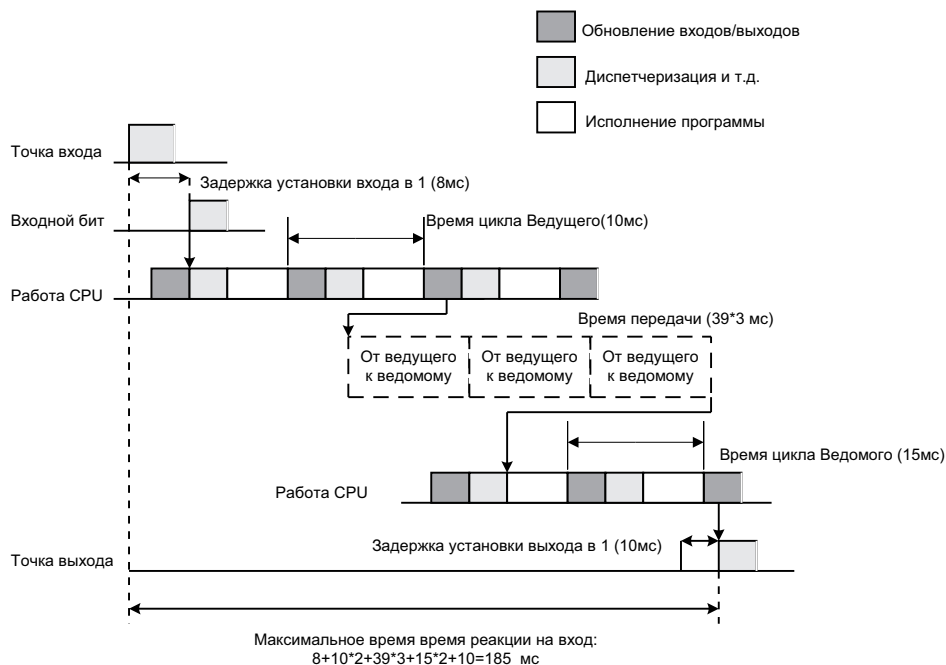 Обновление входов/выходов
Диспетчеризация и т.д.
Исполнение программы
Точка входа
Задержка установки входа в 1 (8мс)
Входной бит
Время цикла Ведущего(10мс)
Работа CPU
Время передачи (39*3 мс)
От ведущего
к ведомому
От ведущего
к ведомому
От ведущего
к ведомому
Время цикла Ведомого (15мс)
Работа CPU
Задержка установки выхода в 1 (10мс)
Точка выхода
Максимальное время время реакции на вход:
8+10*2+39*3+15*2+10=185 мс